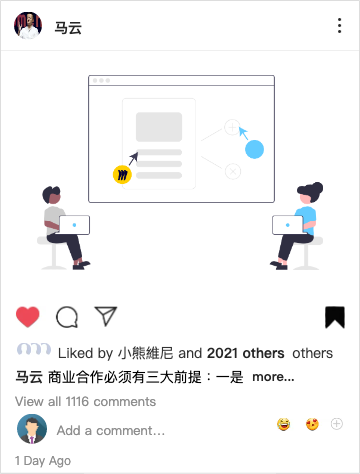 马云
Liked by 小熊維尼 and 2021 others others
马云 商业合作必须有三大前提：一是 more...
View all 1116 comments
Add a comment...
1 Day Ago